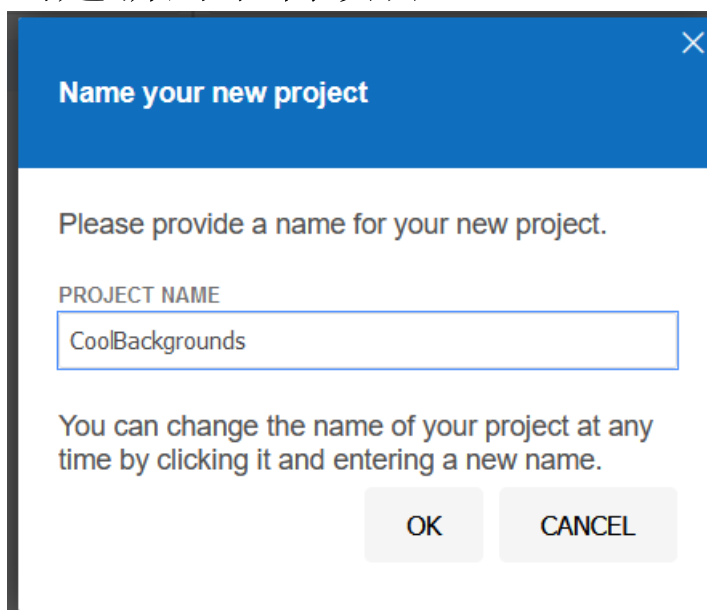 Name your new project
Please provide a name for your new project.
PROJECT NAME
CoolBackgrounds
You can change the name of your project at any
time by clicking it and entering a new name.
OK CANCEL